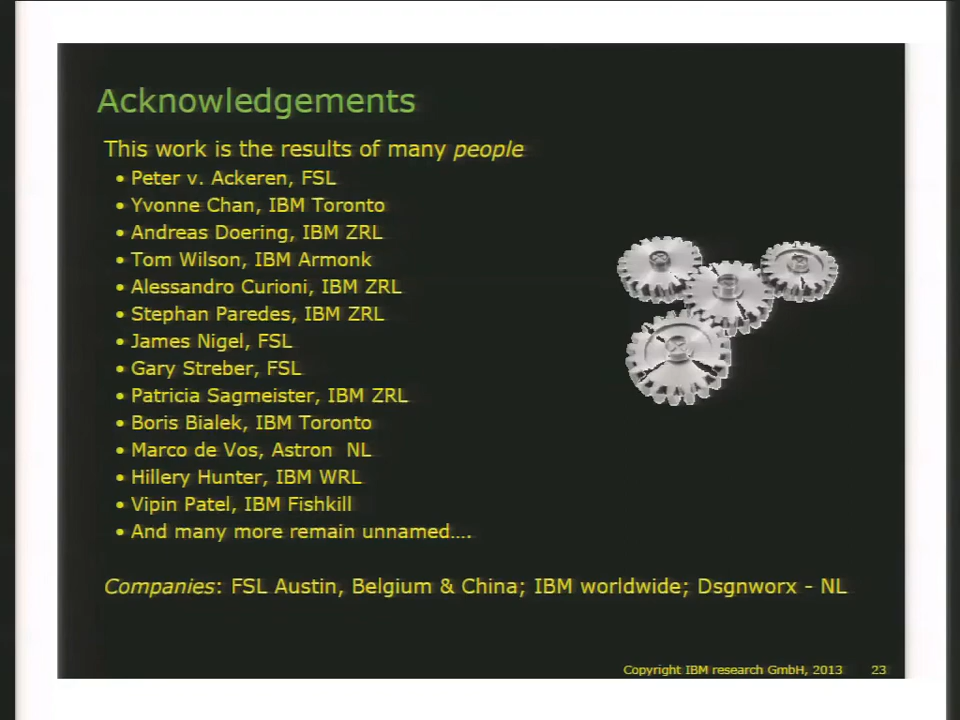 Acknowledgements
This work is the results of many people
• Peter v. Ackeren, FSL
• Yvonne Chan, IBM Toronto
• Andreas Doering, IBM ZRL
• Tom Wilson, IBM Armonk
• Alessandro Curioni, IBM ZRL
• Stephan Paredes, IBM ZRL
• James Nigel, FSL
• Gary Streber, FSL
• Patricia Sagmeister, IBM ZRL
• Boris Bialek, IBM Toronto
• Marco de Vos, Astron  NL
• Hillery Hunter, IBM WRL
• Vipin Patel, IBM Fishkill
• And many more remain unnamed….
Companies: FSL Austin, Belgium & China; IBM worldwide; Dsgnworx - NL
Copyright IBM research GmbH, 2013 23